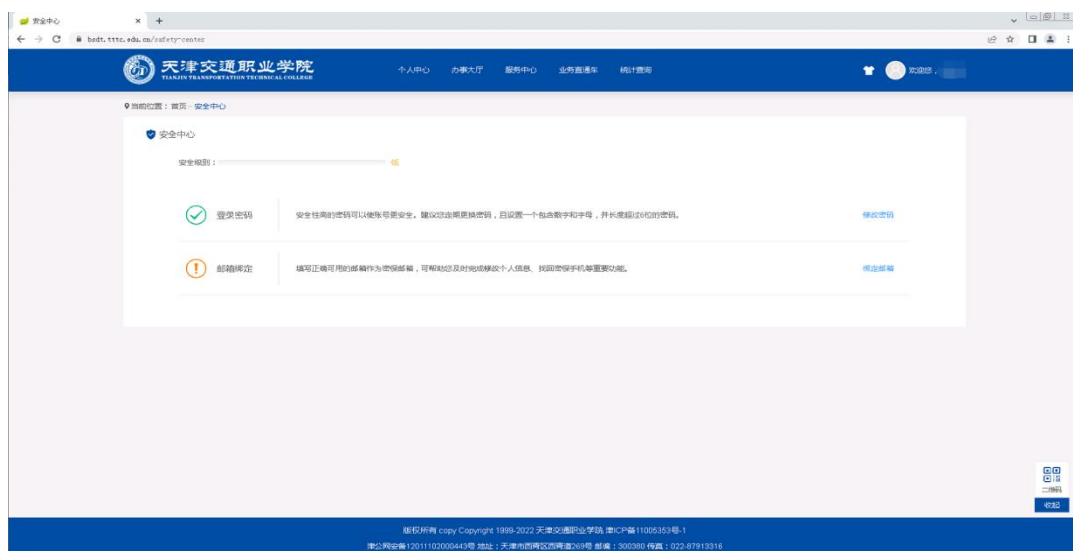 安全中心
bsdt.tttc.edu.cn/safety-center
天津交通职业学院
TIANJIN TRANSPORTATION TECHNICAL COLLEGE
个人中心 办事大厅 服务中心 业务直通车 统计查询
欢迎您，
当前位置：首页 - 安全中心
安全中心
安全级别： 低
登录密码 安全性高的密码可以使账号更安全。建议您定期更换密码，且设置一个包含数字和字母，并长度超过6位的密码。 修改密码
邮箱绑定 填写正确可用的邮箱作为密保邮箱，可帮助您及时完成修改个人信息、找回密保手机等重要功能。 绑定邮箱
二维码
收起
版权所有 copy Copyright 1999-2022 天津交通职业学院 津ICP备11005353号-1
津公网安备12011102000443号 地址：天津市西青区西青道269号 邮编：300380 传真：022-87913316